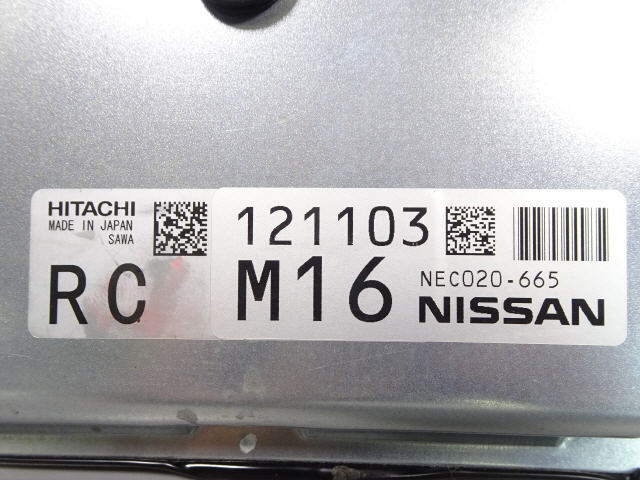 HITACHI
MADE IN JAPAN
SAWA
RC
121103
M16
NEC020-665
NISSAN